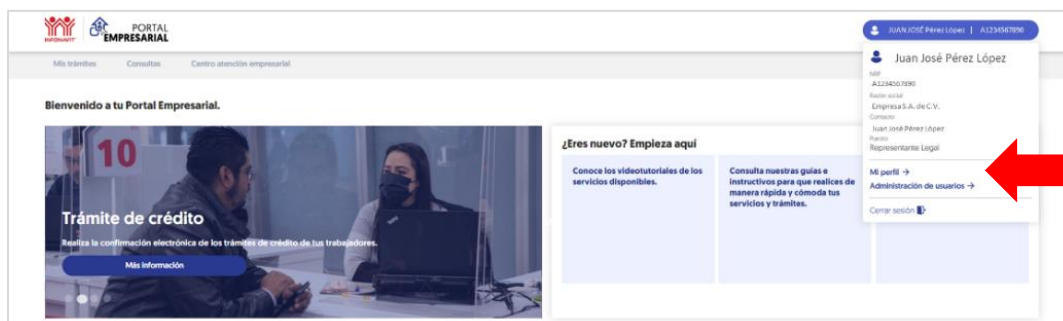 INFONAVIT
PORTAL
EMPRESARIAL
JUAN JOSÉ Pérez López | A1234567890
Mis trámites Consultas Centro atención empresarial
Juan José Pérez López
NRP
A1234567890
Razón social
Empresa S.A. de C.V.
Contacto
Juan José Pérez López
Puesto
Representante Legal
Mi perfil →
Administración de usuarios →
Cerrar sesión
Bienvenido a tu Portal Empresarial.
10
Trámite de crédito
Realiza la confirmación electrónica de los trámites de crédito de tus trabajadores.
Más información
¿Eres nuevo? Empieza aquí
Conoce los videotutoriales de los
servicios disponibles.
Consulta nuestras guías e
instructivos para que realices de
manera rápida y cómoda tus
servicios y trámites.